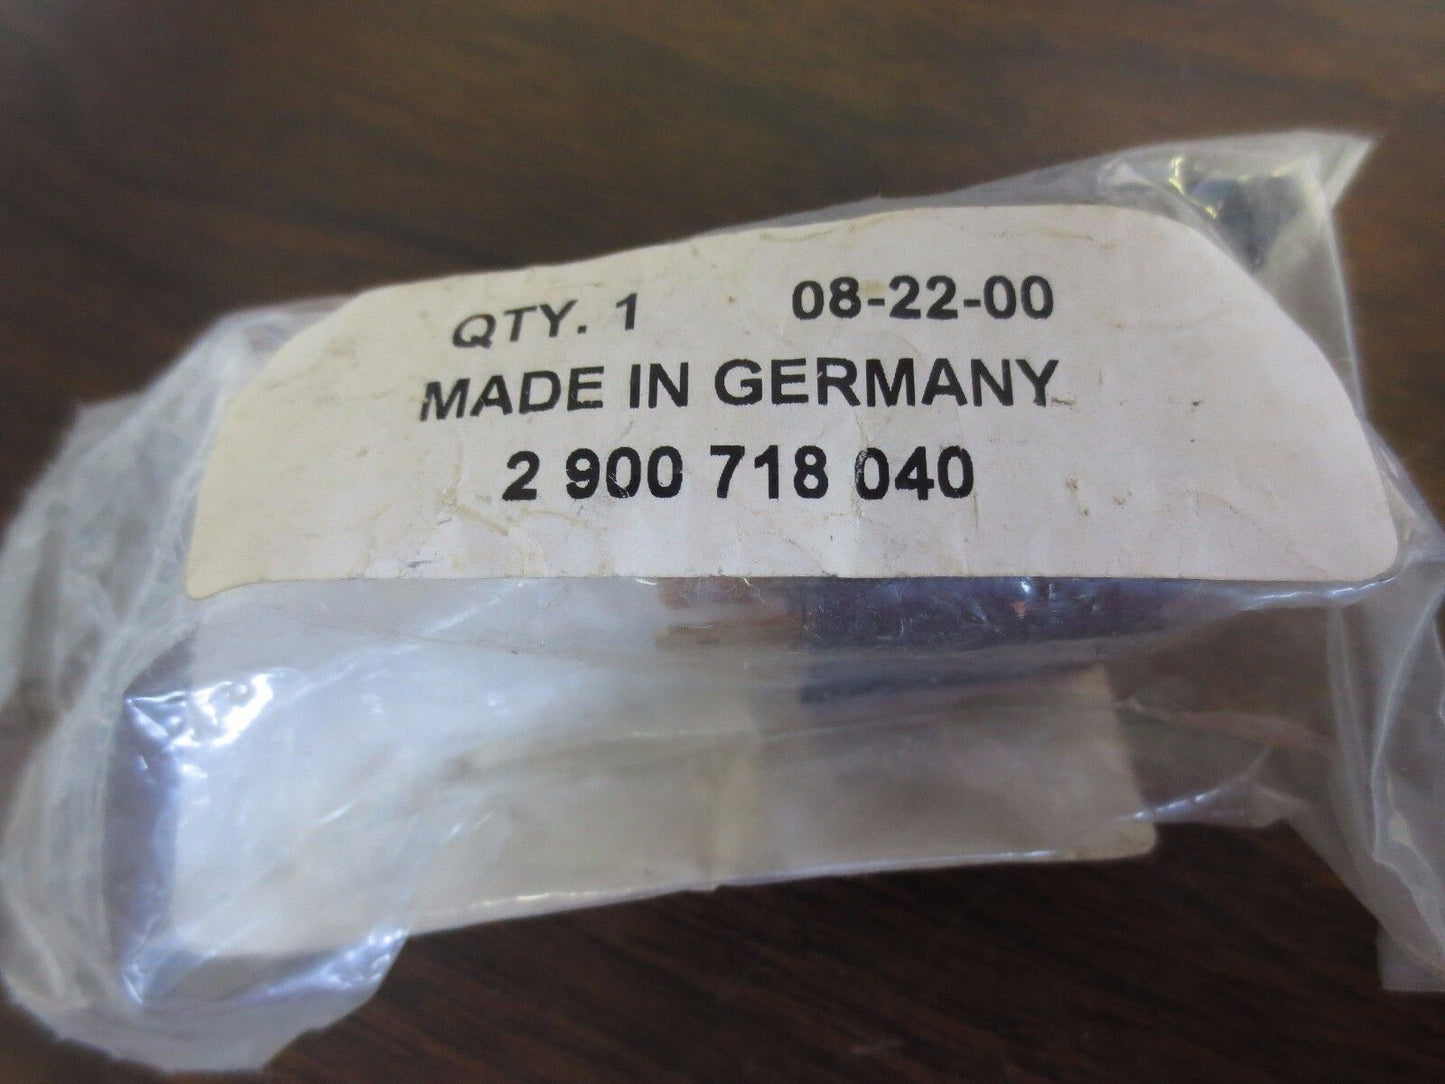 QTY. 1 08-22-00
MADE IN GERMANY
2 900 718 040